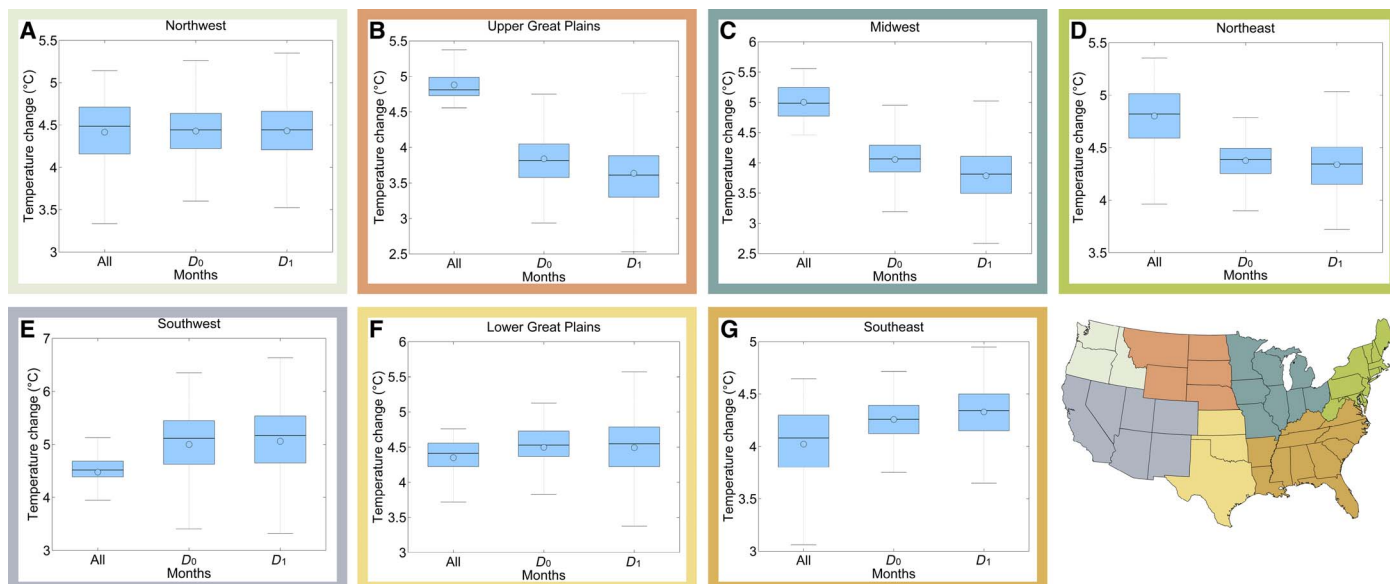 A
Northwest
Temperature change (°C)
5.5
5
4.5
4
3.5
3
All
D₀
D₁
Months
B
Upper Great Plains
Temperature change (°C)
5.5
5
4.5
4
3.5
3
2.5
All
D₀
D₁
Months
C
Midwest
Temperature change (°C)
6
5.5
5
4.5
4
3.5
3
2.5
All
D₀
D₁
Months
D
Northeast
Temperature change (°C)
5.5
5
4.5
4
3.5
All
D₀
D₁
Months
E
Southwest
Temperature change (°C)
7
6
5
4
3
All
D₀
D₁
Months
F
Lower Great Plains
Temperature change (°C)
6
5.5
5
4.5
4
3.5
3
All
D₀
D₁
Months
G
Southeast
Temperature change (°C)
5
4.5
4
3.5
3
All
D₀
D₁
Months